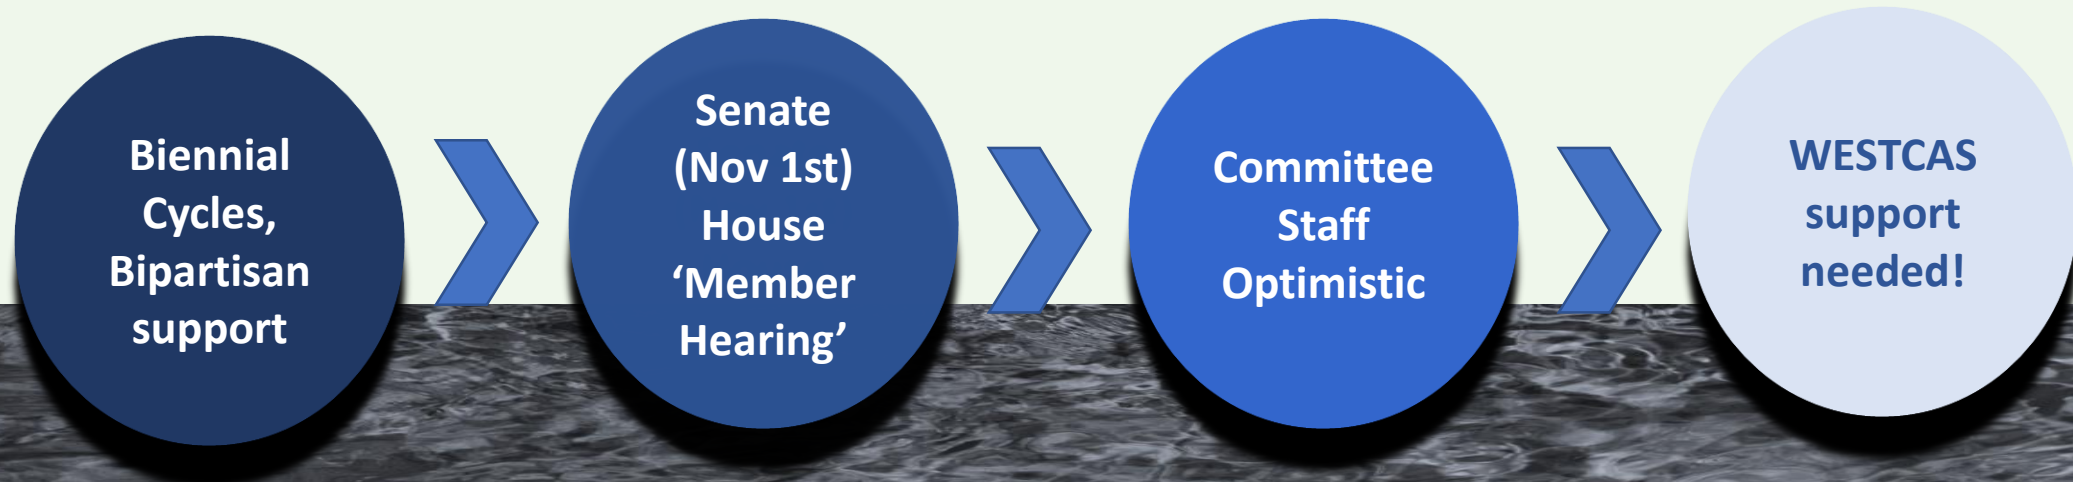 Biennial
Cycles,
Bipartisan
support
Senate
(Nov 1st)
House
‘Member
Hearing’
Committee
Staff
Optimistic
WESTCAS
support
needed!